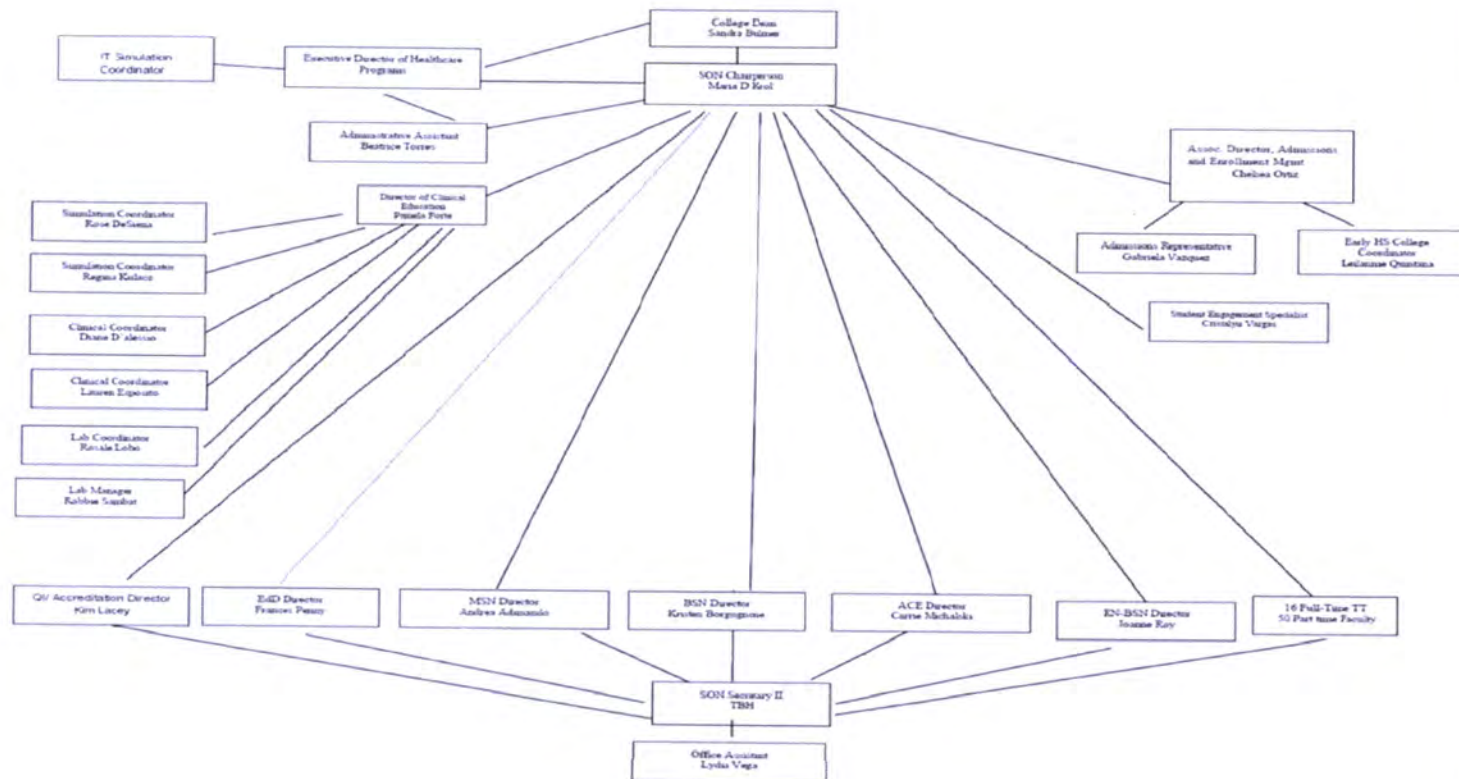 College Dean
Sandra Bulmer
IT Simulation
Coordinator
Executive Director of Healthcare
Programs
SON Chairperson
Maria D Krol
Administrative Assistant
Beatrice Torres
Assoc. Director, Admissions
and Enrollment Mgmt
Chelsea Ortiz
Director of Clinical
Education
Pamela Forte
Simulation Coordinator
Rose DeSiena
Admissions Representative
Gabriela Vazquez
Early HS College
Coordinator
Quintana
Simulation Coordinator
Regina
Student Engagement Specialist
Vargas
Clinical Coordinator
Diane D'alessio
Clinical Coordinator
Lauren Esposito
Lab Coordinator
Lobo
Lab Manager
Robbin
QI/ Accreditation Director
Kim Lacey
EdD Director
Frances Penny
MSN Director
Andrea Adimando
BSN Director
Kristen Borgognone
ACE Director
Carrie Michalski
RN-BSN Director
Joanne Roy
16 Full-Time TT
50 Part time Faculty
SON Secretary II
TBH
Office Assistant
Lydia Vega